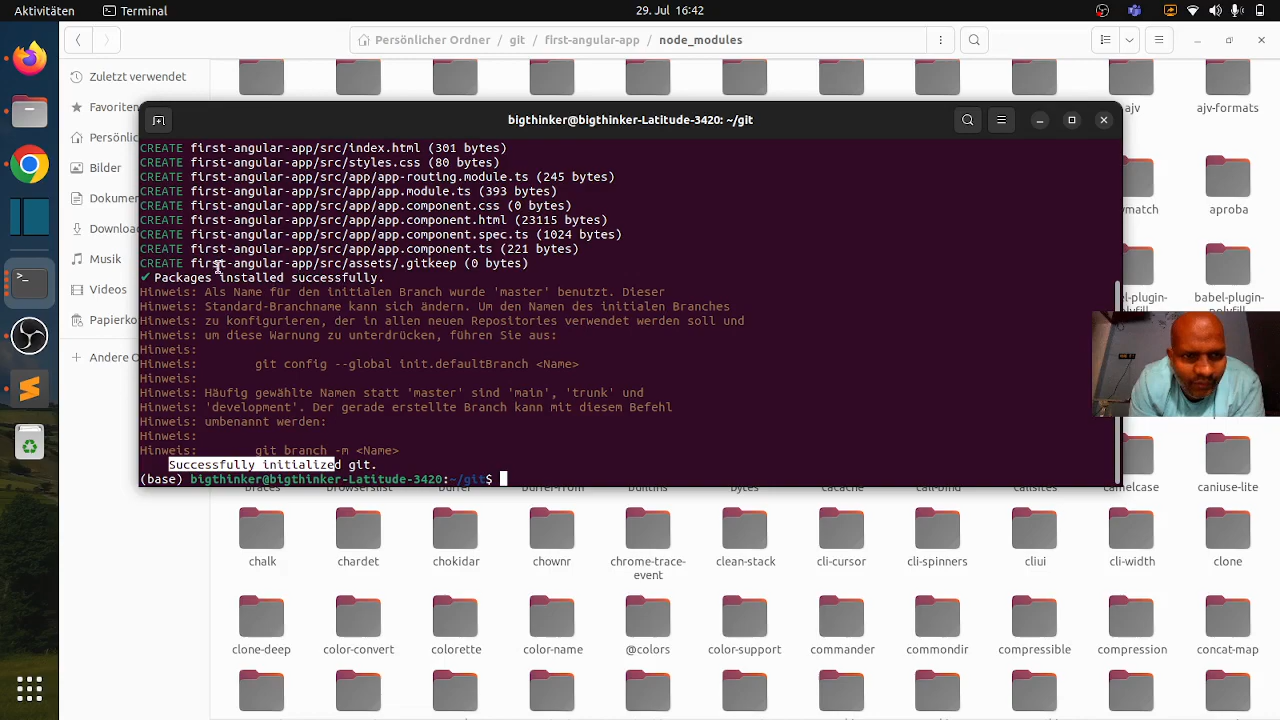 Aktivitäten
Terminal
29. Jul 16:42
Persönlicher Ordner
git
first-angular-app
node_modules
Zuletzt verwendet
Favoriten
Persönlic
Bilder
Dokumen
Downloa
Musik
Videos
Papierko
Andere O
ajv
ajv-formats
bigthinker@bigthinker-Latitude-3420: ~/git
CREATE first-angular-app/src/index.html (301 bytes)
CREATE first-angular-app/src/styles.css (80 bytes)
CREATE first-angular-app/src/app/app-routing.module.ts (245 bytes)
CREATE first-angular-app/src/app/app.module.ts (393 bytes)
CREATE first-angular-app/src/app/app.component.css (0 bytes)
CREATE first-angular-app/src/app/app.component.html (23115 bytes)
CREATE first-angular-app/src/app/app.component.spec.ts (1024 bytes)
CREATE first-angular-app/src/app/app.component.ts (221 bytes)
CREATE first-angular-app/src/assets/.gitkeep (0 bytes)
✔ Packages installed successfully.
Hinweis: Als Name für den initialen Branch wurde 'master' benutzt. Dieser
Hinweis: Standard-Branchname kann sich ändern. Um den Namen des initialen Branches
Hinweis: zu konfigurieren, der in allen neuen Repositories verwendet werden soll und
Hinweis: um diese Warnung zu unterdrücken, führen Sie aus:
Hinweis:
Hinweis: git config --global init.defaultBranch <Name>
Hinweis:
Hinweis: Häufig gewählte Namen statt 'master' sind 'main', 'trunk' und
Hinweis: 'development'. Der gerade erstellte Branch kann mit diesem Befehl
Hinweis: umbenannt werden:
Hinweis:
Hinweis: git branch -m <Name>
Successfully initialized git.
(base) bigthinker@bigthinker-Latitude-3420:~/git$
ymatch
aproba
babel-plugin-
chalk
chardet
chokidar
chownr
chrome-trace-
event
clean-stack
cli-cursor
cli-spinners
cliui
cli-width
clone
caniuse-lite
clone-deep
color-convert
colorette
color-name
@colors
color-support
commander
commondir
compressible
compression
concat-map